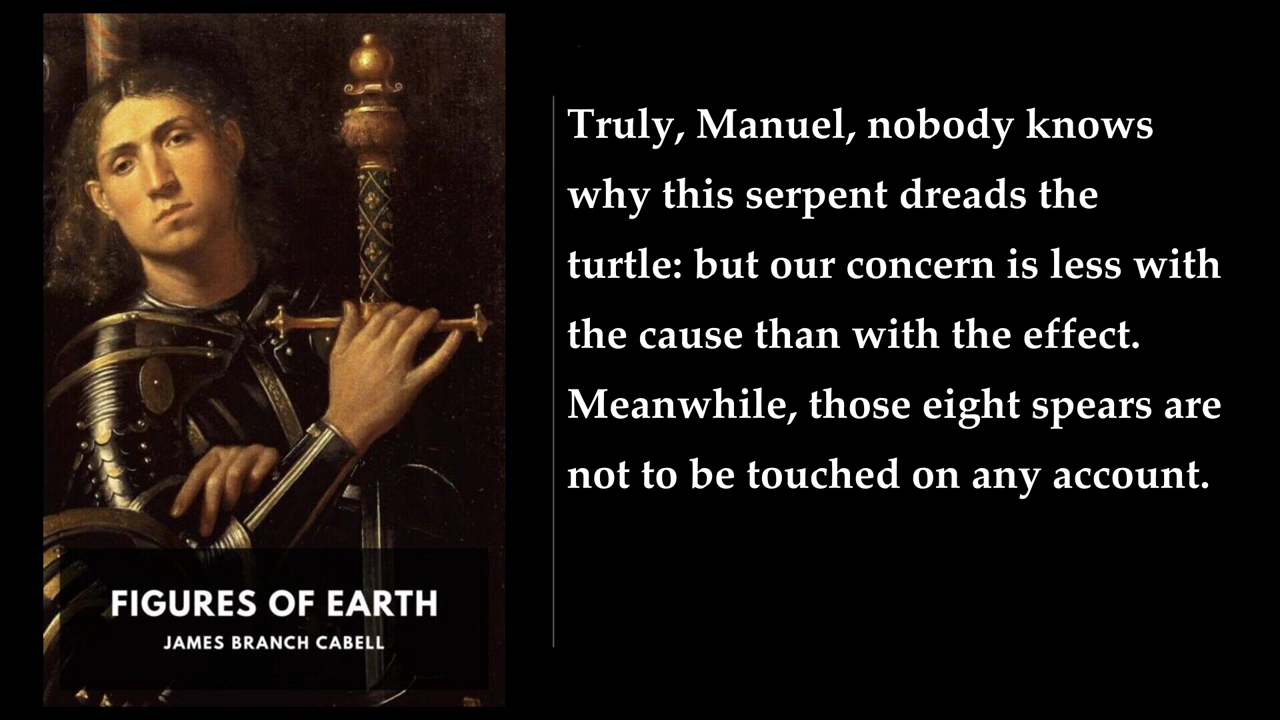 FIGURES OF EARTH
JAMES BRANCH CABELL
Truly, Manuel, nobody knows
why this serpent dreads the
turtle: but our concern is less with
the cause than with the effect.
Meanwhile, those eight spears are
not to be touched on any account.